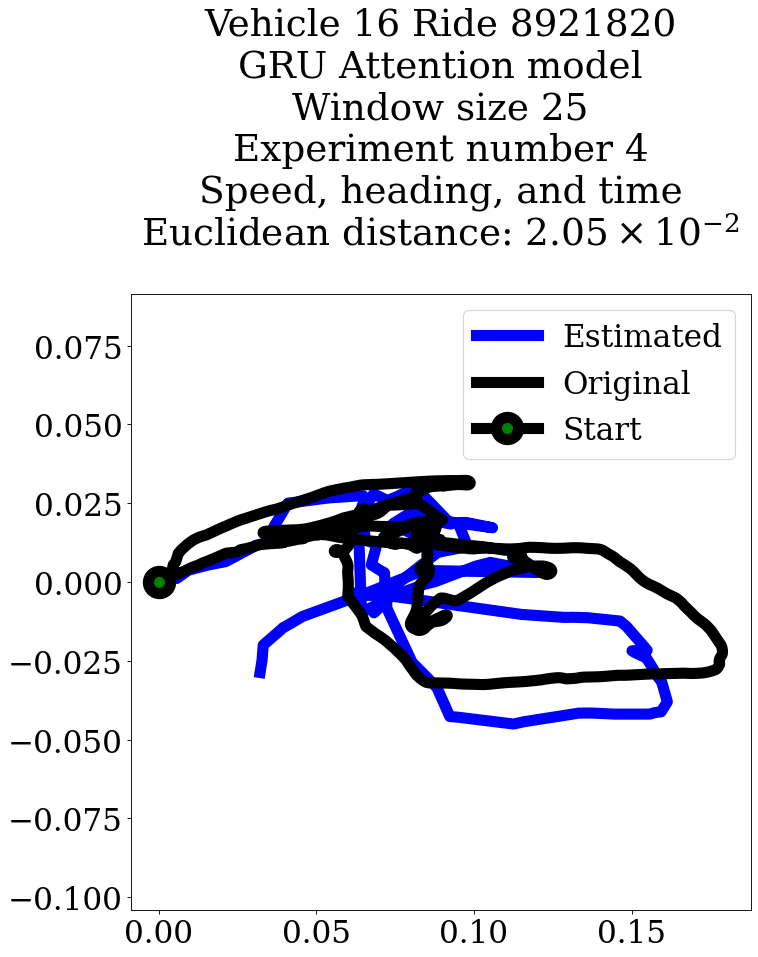 Vehicle 16 Ride 8921820
GRU Attention model
Window size 25
Experiment number 4
Speed, heading, and time
Euclidean distance: 2.05 × 10⁻²
Estimated
Original
Start
0.075
0.050
0.025
0.000
−0.025
−0.050
−0.075
−0.100
0.00 0.05 0.10 0.15